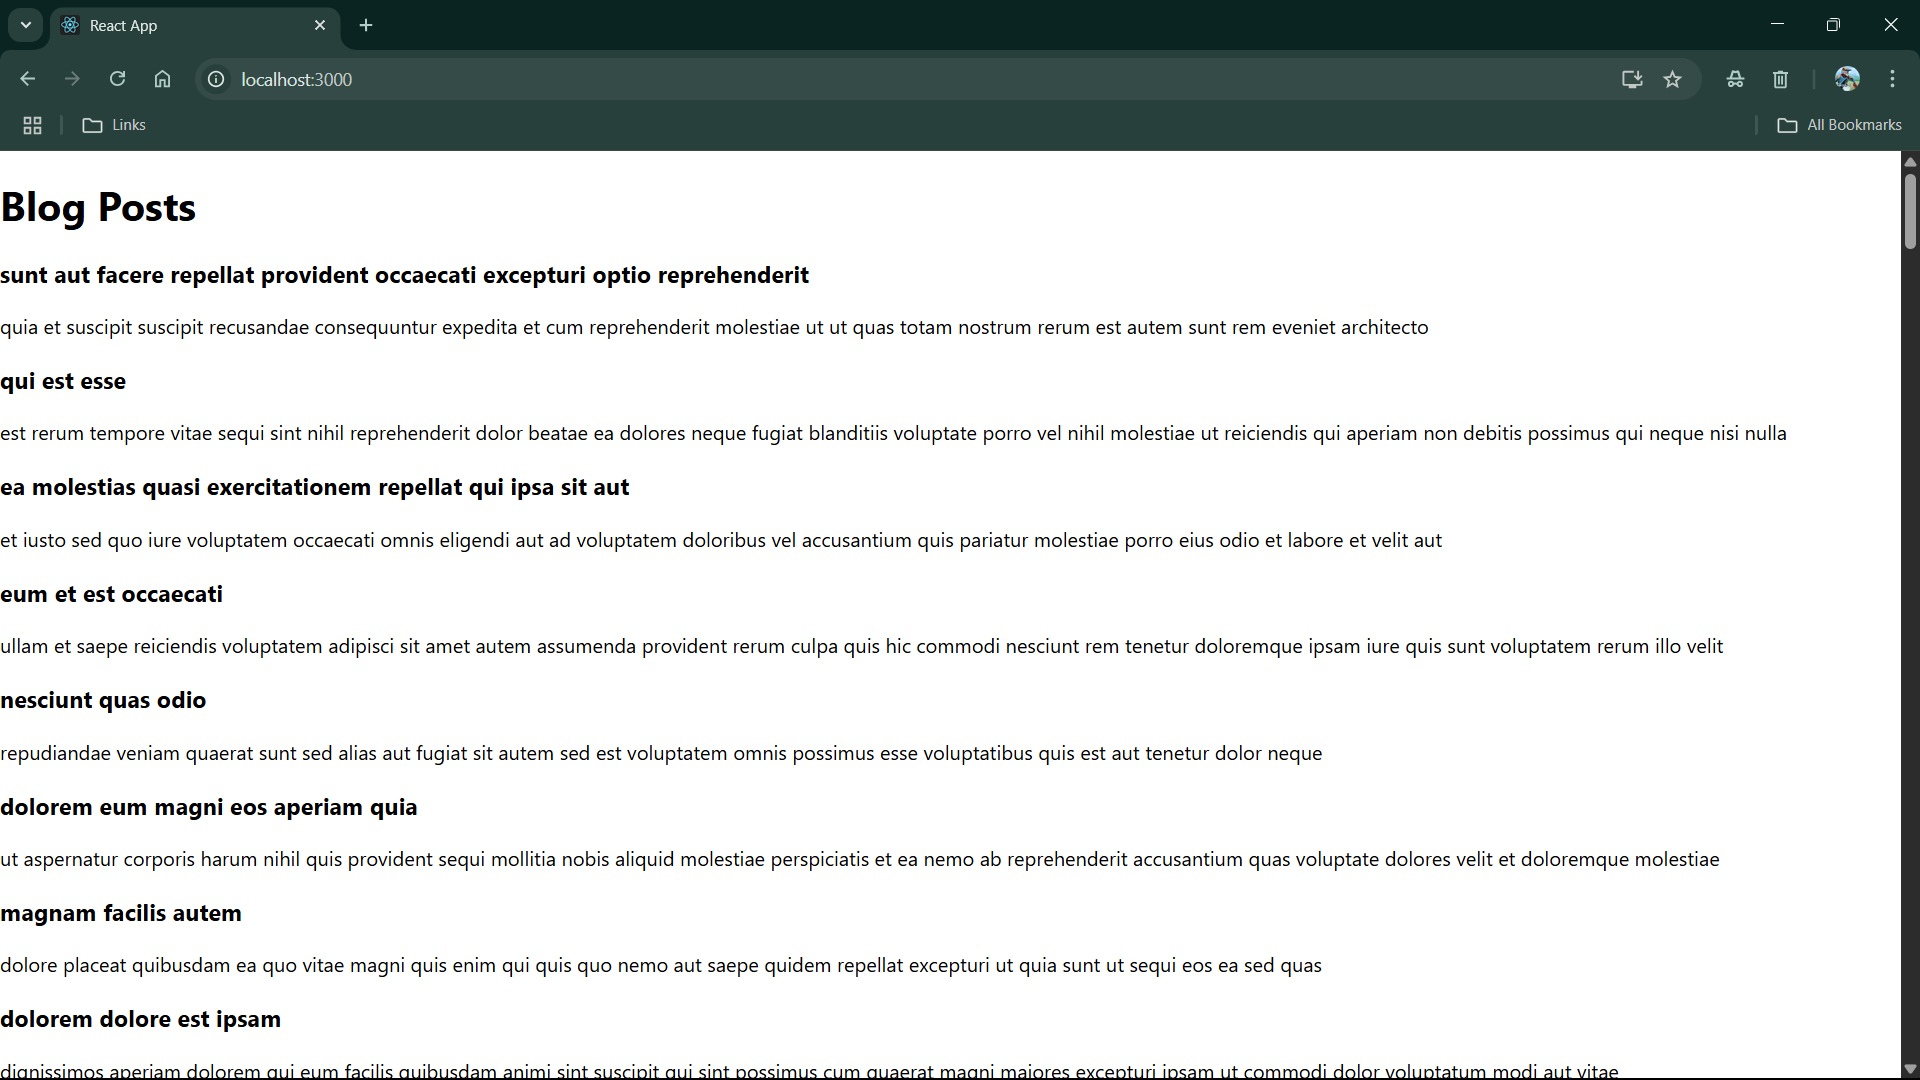 React App
localhost:3000
Links
All Bookmarks
Blog Posts
sunt aut facere repellat provident occaecati excepturi optio reprehenderit
quia et suscipit suscipit recusandae consequuntur expedita et cum reprehenderit molestiae ut ut quas totam nostrum rerum est autem sunt rem eveniet architecto
qui est esse
est rerum tempore vitae sequi sint nihil reprehenderit dolor beatae ea dolores neque fugiat blanditiis voluptate porro vel nihil molestiae ut reiciendis qui aperiam non debitis possimus qui neque nisi nulla
ea molestias quasi exercitationem repellat qui ipsa sit aut
et iusto sed quo iure voluptatem occaecati omnis eligendi aut ad voluptatem doloribus vel accusantium quis pariatur molestiae porro eius odio et labore et velit aut
eum et est occaecati
ullam et saepe reiciendis voluptatem adipisci sit amet autem assumenda provident rerum culpa quis hic commodi nesciunt rem tenetur doloremque ipsam iure quis sunt voluptatem rerum illo velit
nesciunt quas odio
repudiandae veniam quaerat sunt sed alias aut fugiat sit autem sed est voluptatem omnis possimus esse voluptatibus quis est aut tenetur dolor neque
dolorem eum magni eos aperiam quia
ut aspernatur corporis harum nihil quis provident sequi mollitia nobis aliquid molestiae perspiciatis et ea nemo ab reprehenderit accusantium quas voluptate dolores velit et doloremque molestiae
magnam facilis autem
dolore placeat quibusdam ea quo vitae magni quis enim qui quis quo nemo aut saepe quidem repellat excepturi ut quia sunt ut sequi eos ea sed quas
dolorem dolore est ipsam
dignissimos aperiam dolorem qui eum facilis quibusdam animi sint suscipit qui sint possimus cum quaerat magni maiores excepturi ipsam ut commodi dolor voluptatum modi aut vitae